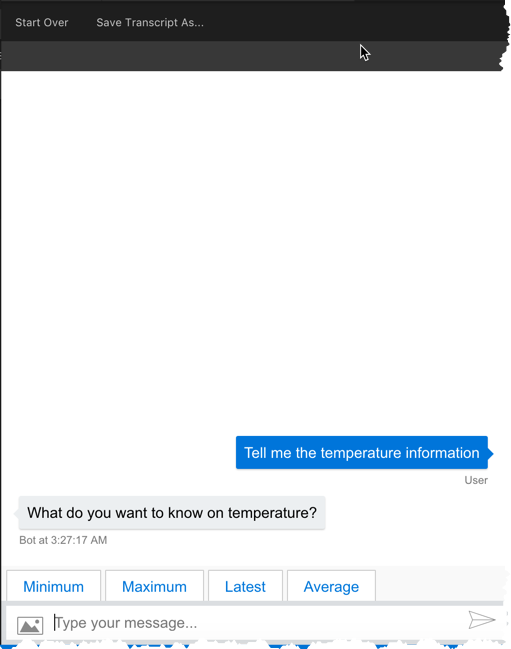 Start Over Save Transcript As...
Tell me the temperature information
User
What do you want to know on temperature?
Bot at 3:27:17 AM
Minimum Maximum Latest Average
Type your message...